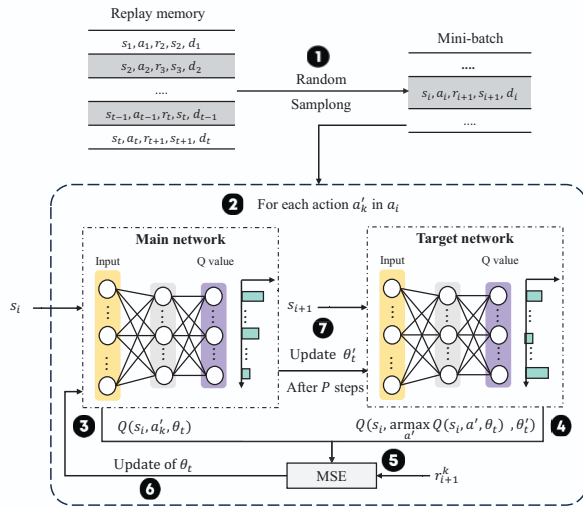 Replay memory
s₁, a₁, r₂, s₂, d₁
s₂, a₂, r₃, s₃, d₂
....
sₜ₋₁, aₜ₋₁, rₜ, sₜ, dₜ₋₁
sₜ, aₜ, rₜ₊₁, sₜ₊₁, dₜ
1
Random
Samplong
Mini-batch
....
sᵢ, aᵢ, rᵢ₊₁, sᵢ₊₁, dᵢ
....
2 For each action a′ₖ in aᵢ
Main network
Input
Q value
sᵢ
Target network
Input
Q value
sᵢ₊₁
7
Update θ′ₜ
After P steps
3
Q(sᵢ, a′ₖ, θₜ)
Q(sᵢ, armax Q(sᵢ, a′, θₜ) , θ′ₜ)
a′
4
Update of θₜ
6
MSE
5
rᵏᵢ₊₁